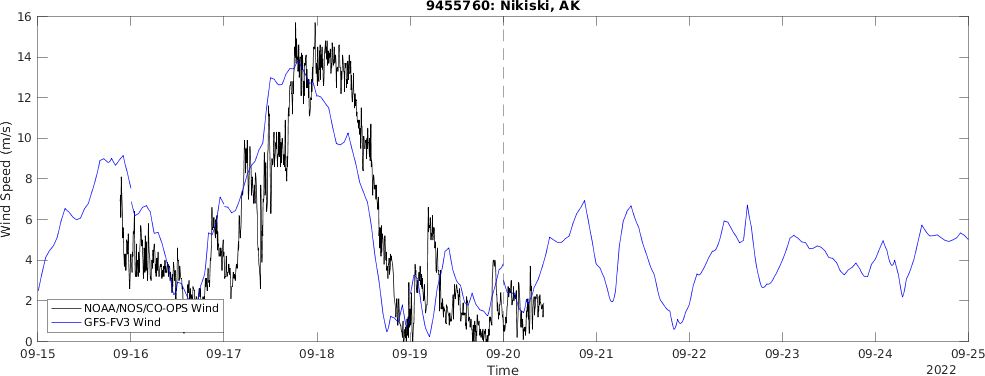 9455760: Nikiski, AK
16
14
12
10
8
6
4
2
0
Wind Speed (m/s)
NOAA/NOS/CO-OPS Wind
GFS-FV3 Wind
09-15 09-16 09-17 09-18 09-19 09-20 09-21 09-22 09-23 09-24 09-25
Time
2022